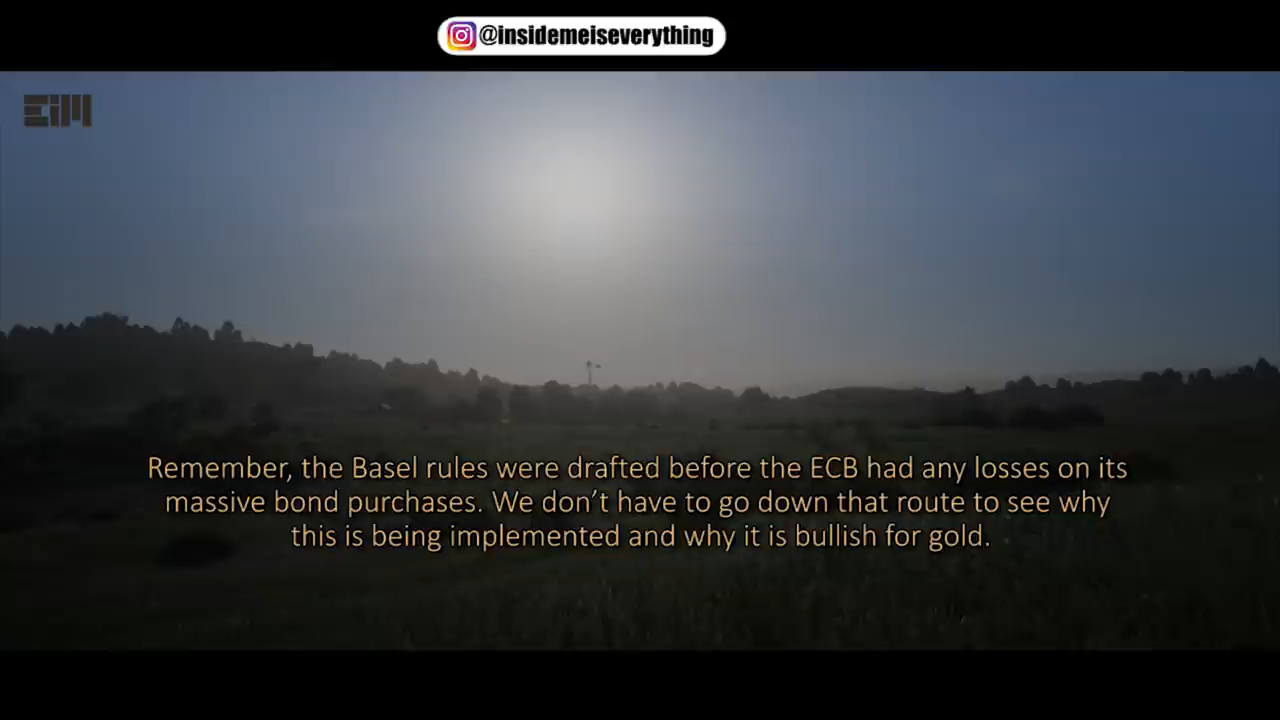 @insidemeiseverything
EIM
Remember, the Basel rules were drafted before the ECB had any losses on its
massive bond purchases. We don’t have to go down that route to see why
this is being implemented and why it is bullish for gold.